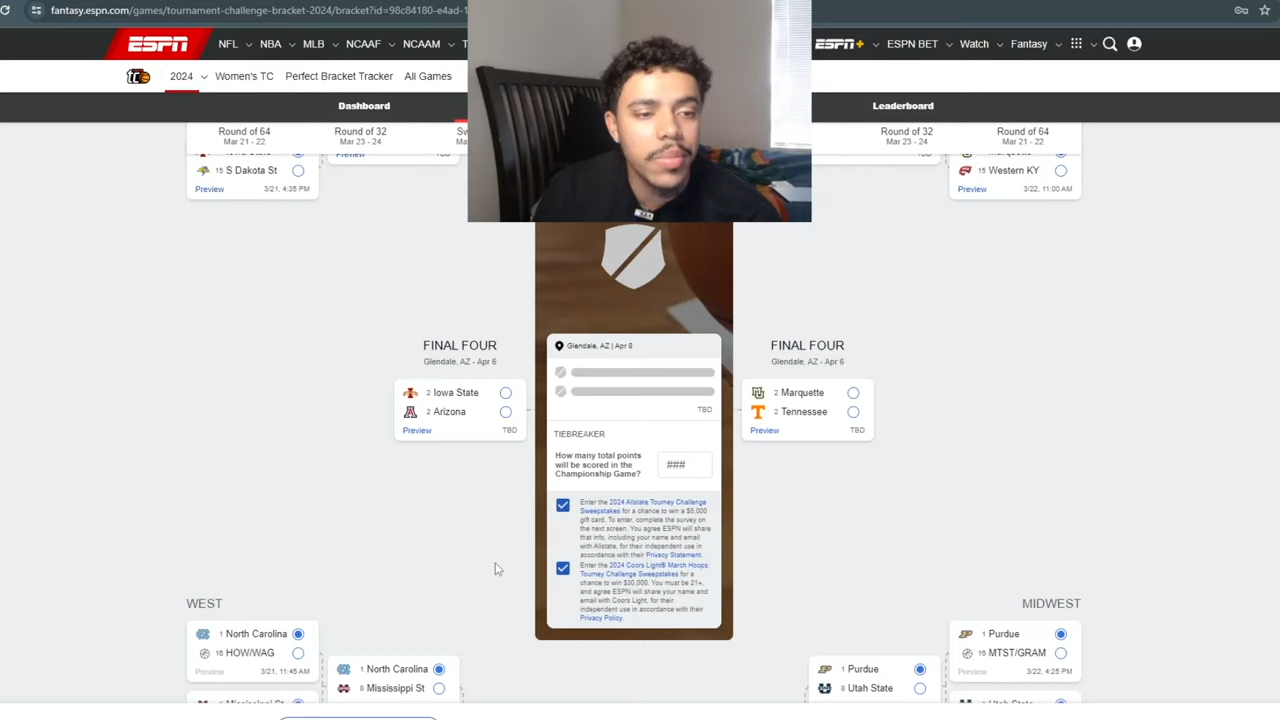 fantasy.espn.com/games/tournament-challenge-bracket-2024/bracket?id=98c84180-e4ad-1
ESPN
NFL
MLB
NCAAM
ESPN+
ESPN BET
Watch
Fantasy
2024
Women's TC
Perfect Bracket Tracker
All Games
Dashboard
Leaderboard
Round of 64
Mar 21 - 22
Round of 32
Mar 23 - 24
Round of 32
Mar 23 - 24
Round of 64
Mar 21 - 22
Preview
TBD
15 S Dakota St
Preview
3/21, 4:35 PM
TBD
15 Western KY
Preview
3/22, 11:00 AM
FINAL FOUR
Glendale, AZ - Apr 6
2 Iowa State
2 Arizona
Preview
TBD
Glendale, AZ | Apr 8
TBD
TIEBREAKER
How many total points
will be scored in the
Championship Game?
###
Enter the 2024 Allstate Tourney Challenge
Sweepstakes for a chance to win a $5,000
gift card. To enter, complete the survey on
the next screen. You agree ESPN will share
that info, including your name and email
with Allstate, for their independent use in
accordance with their Privacy Statement.
Enter the 2024 Coors Light® March Hoops
Tourney Challenge Sweepstakes for a
chance to win $30,000. You must be 21+,
and agree ESPN will share your name and
email with Coors Light, for their
independent use in accordance with their
Privacy Policy.
FINAL FOUR
Glendale, AZ - Apr 6
2 Marquette
2 Tennessee
Preview
TBD
WEST
1 North Carolina
16 HOW/WAG
Preview
3/21, 11:45 AM
1 North Carolina
8 Mississippi St
MIDWEST
1 Purdue
16 MTST/GRAM
Preview
3/22, 4:25 PM
1 Purdue
8 Utah State